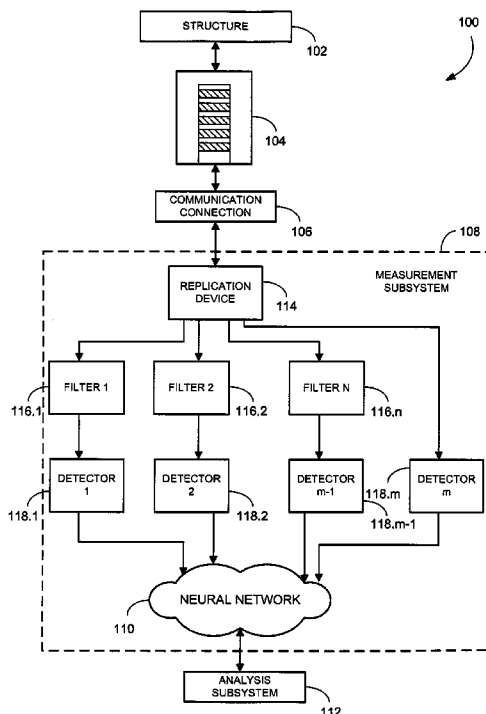 STRUCTURE
100
102
104
COMMUNICATION
CONNECTION
106
108
REPLICATION
DEVICE
114
MEASUREMENT
SUBSYSTEM
FILTER 1
116.1
FILTER 2
116.2
FILTER N
116.n
DETECTOR
1
118.1
DETECTOR
2
118.2
DETECTOR
m-1
118.m-1
118.m
DETECTOR
m
NEURAL NETWORK
110
ANALYSIS
SUBSYSTEM
112